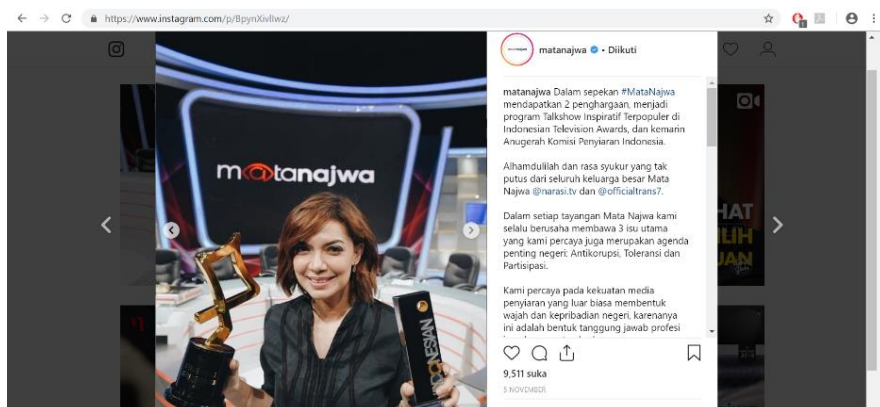 https://www.instagram.com/p/BpynXivllwz/
matanajwa
matanajwa • Diikuti
matanajwa Dalam sepekan #MataNajwa
mendapatkan 2 penghargaan, menjadi
program Talkshow Inspiratif Terpopuler di
Indonesian Television Awards, dan kemarin
Anugerah Komisi Penyiaran Indonesia.
Alhamdulilah dan rasa syukur yang tak
putus dari seluruh keluarga besar Mata
Najwa @narasi.tv dan @officialtrans7.
Dalam setiap tayangan Mata Najwa kami
selalu berusaha membawa 3 isu utama
yang kami percaya juga merupakan agenda
penting negeri: Antikorupsi, Toleransi dan
Partisipasi.
Kami percaya pada kekuatan media
penyiaran yang luar biasa membentuk
wajah dan kepribadian negeri, karenanya
ini adalah bentuk tanggung jawab profesi
9,511 suka
5 NOVEMBER